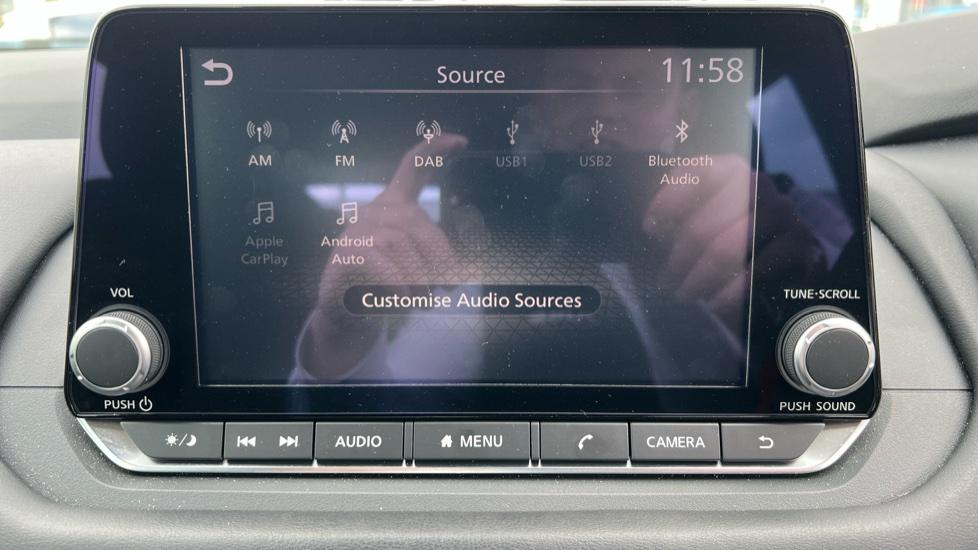 Source
11:58
AM
FM
DAB
USB1
USB2
Bluetooth
Audio
Apple
CarPlay
Android
Auto
Customise Audio Sources
VOL
PUSH
TUNE·SCROLL
PUSH SOUND
AUDIO
MENU
CAMERA